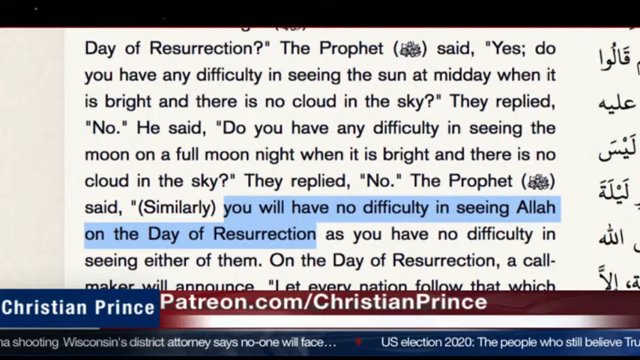 Day of Resurrection?" The Prophet (ﷺ) said, "Yes; do
you have any difficulty in seeing the sun at midday when it
is bright and there is no cloud in the sky?" They replied,
"No." He said, "Do you have any difficulty in seeing the
moon on a full moon night when it is bright and there is no
cloud in the sky?" They replied, "No." The Prophet (ﷺ)
said, "(Similarly) you will have no difficulty in seeing Allah
on the Day of Resurrection as you have no difficulty in
seeing either of them. On the Day of Resurrection, a call-
maker will announce, "Let every nation follow that which
قَالُوا
عليه
لَيْسَ
لَيْلَةَ
الله
إِلاَّ
Christian Prince
Patreon.com/ChristianPrince
shooting Wisconsin's district attorney says no-one will face…
US election 2020: The people who still believe